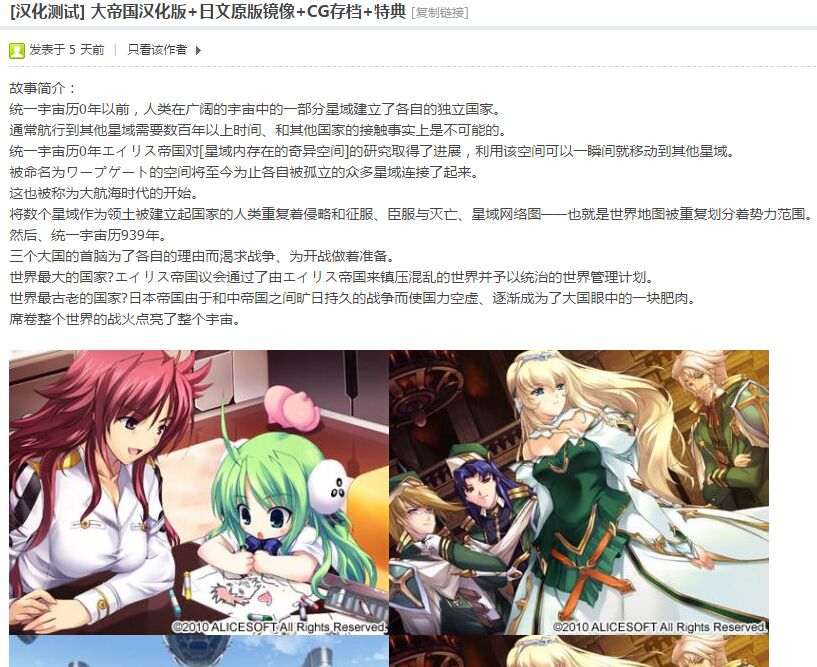 [汉化测试] 大帝国汉化版+日文原版镜像+CG存档+特典 [复制链接]
发表于 5 天前 | 只看该作者
故事简介：
统一宇宙历0年以前，人类在广阔的宇宙中的一部分星域建立了各自的独立国家。
通常航行到其他星域需要数百年以上时间、和其他国家的接触事实上是不可能的。
统一宇宙历0年エイリス帝国对[星域内存在的奇异空间]的研究取得了进展，利用该空间可以一瞬间就移动到其他星域。
被命名为ワープゲート的空间将至今为止各自被孤立的众多星域连接了起来。
这也被称为大航海时代的开始。
将数个星域作为领土被建立起国家的人类重复着侵略和征服、臣服与灭亡、星域网络图——也就是世界地图被重复划分着势力范围。
然后、统一宇宙历939年。
三个大国的首脑为了各自的理由而渴求战争、为开战做着准备。
世界最大的国家?エイリス帝国议会通过了由エイリス帝国来镇压混乱的世界并予以统治的世界管理计划。
世界最古老的国家?日本帝国由于和中帝国之间旷日持久的战争而使国力空虚、逐渐成为了大国眼中的一块肥肉。
席卷整个世界的战火点亮了整个宇宙。
©2010 ALICESOFT All Rights Reserved.
©2010 ALICESOFT All Rights Reserved.